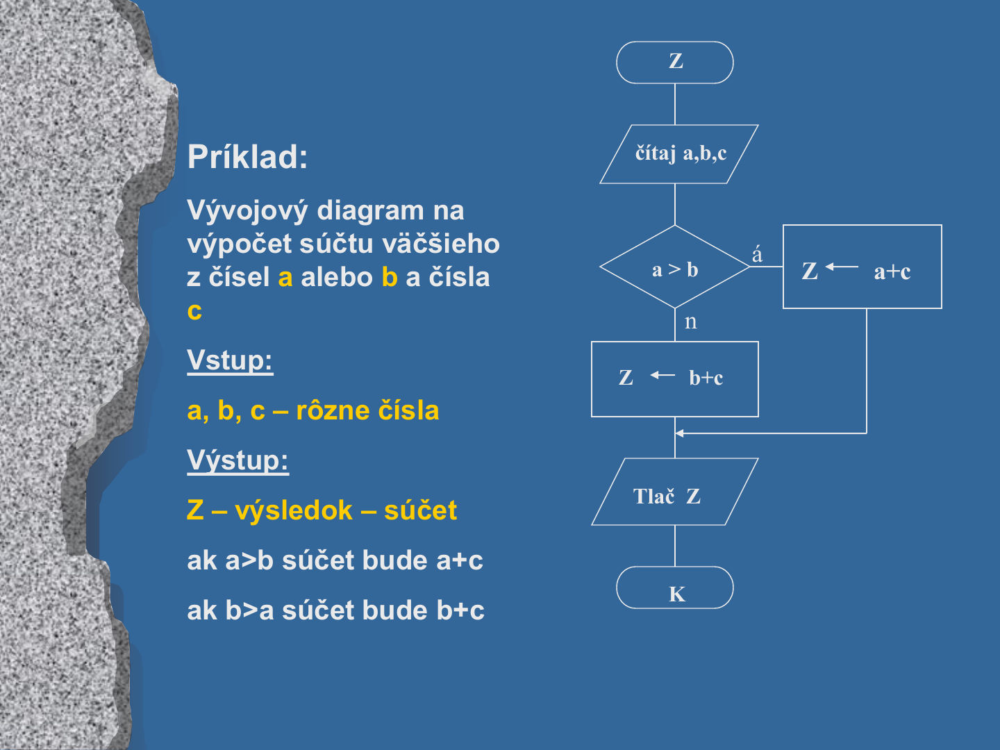 Príklad:
Vývojový diagram na
výpočet súčtu väčšieho
z čísel a alebo b a čísla
c
Vstup:
a, b, c – rôzne čísla
Výstup:
Z – výsledok – súčet
ak a>b súčet bude a+c
ak b>a súčet bude b+c
Z
čítaj a,b,c
a > b
á
Z a+c
n
Z b+c
Tlač Z
K